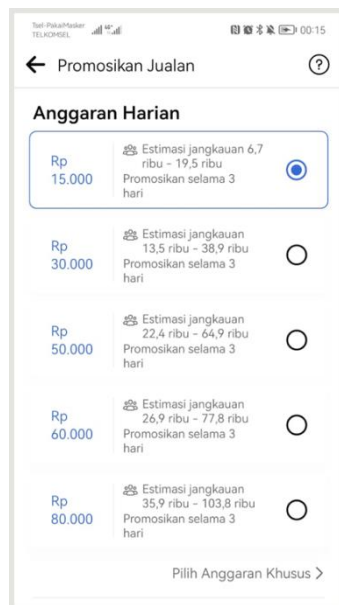 Tsel-PakaiMasker
TELKOMSEL
00:15
Promosikan Jualan
Anggaran Harian
Rp
15.000
Estimasi jangkauan 6,7
ribu - 19,5 ribu
Promosikan selama 3
hari
Rp
30.000
Estimasi jangkauan
13,5 ribu - 38,9 ribu
Promosikan selama 3
hari
Rp
50.000
Estimasi jangkauan
22,4 ribu - 64,9 ribu
Promosikan selama 3
hari
Rp
60.000
Estimasi jangkauan
26,9 ribu - 77,8 ribu
Promosikan selama 3
hari
Rp
80.000
Estimasi jangkauan
35,9 ribu - 103,8 ribu
Promosikan selama 3
hari
Pilih Anggaran Khusus >